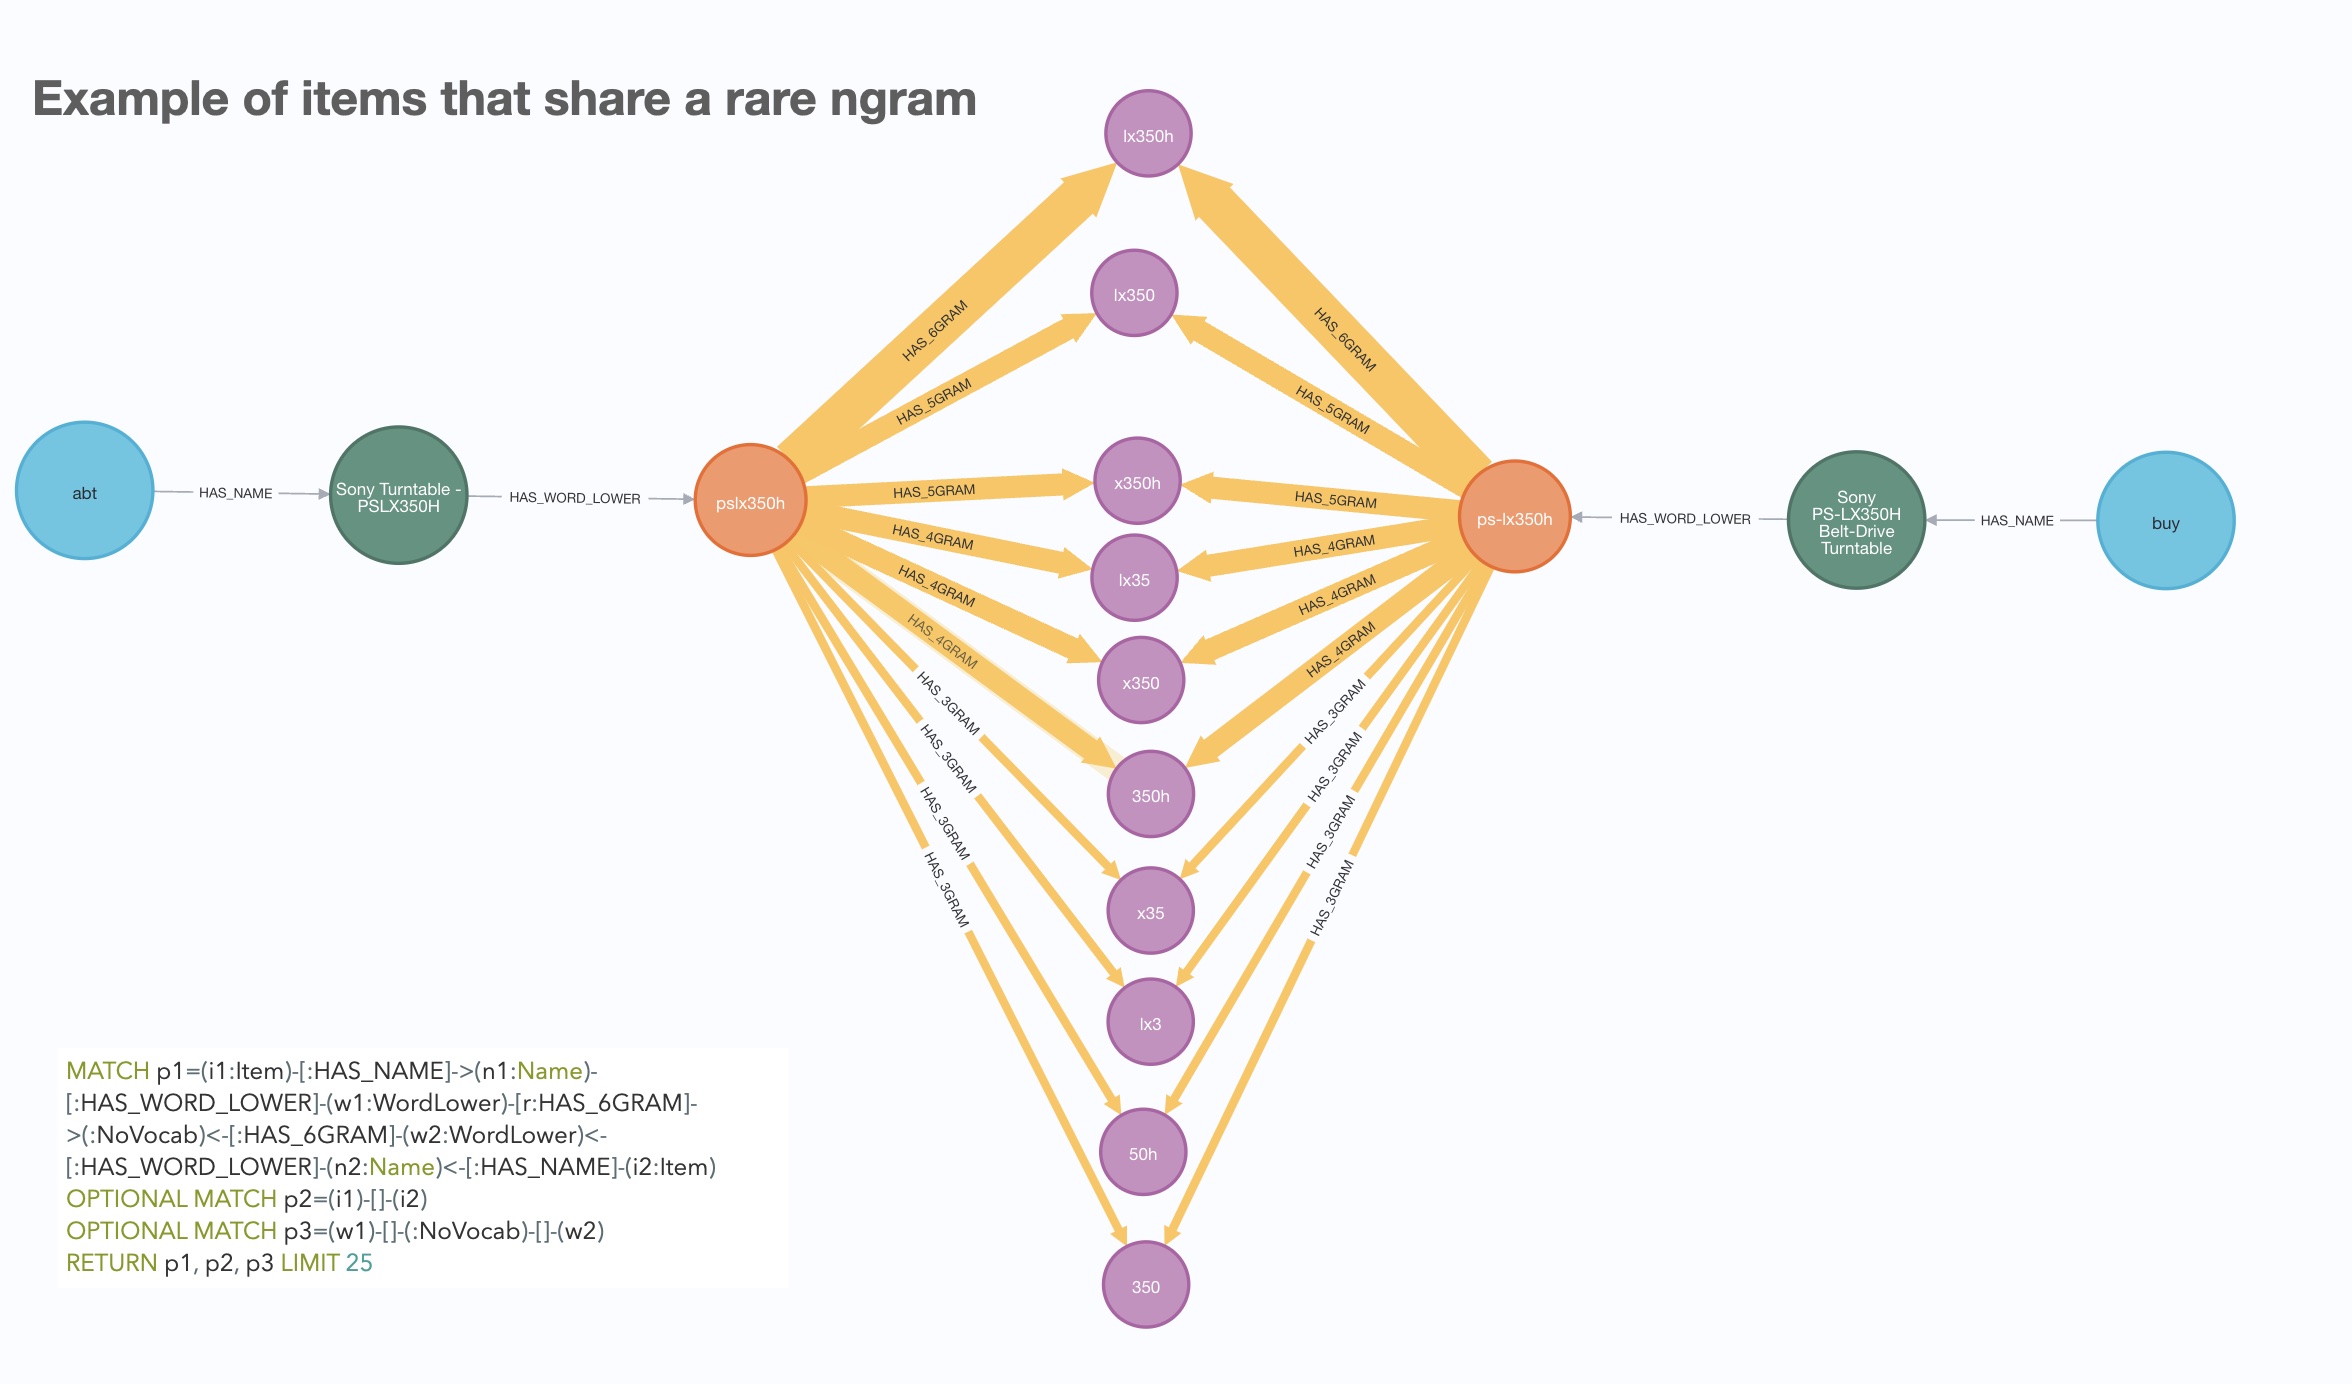 Example of items that share a rare ngram
abt
HAS_NAME
Sony Turntable -
PSLX350H
HAS_WORD_LOWER
pslx350h
HAS_6GRAM
HAS_5GRAM
HAS_5GRAM
HAS_4GRAM
HAS_4GRAM
HAS_4GRAM
HAS_3GRAM
HAS_3GRAM
HAS_3GRAM
HAS_3GRAM
lx350h
lx350
x350h
lx35
x350
350h
x35
lx3
50h
350
HAS_6GRAM
HAS_5GRAM
HAS_5GRAM
HAS_4GRAM
HAS_4GRAM
HAS_4GRAM
HAS_3GRAM
HAS_3GRAM
HAS_3GRAM
HAS_3GRAM
ps-lx350h
HAS_WORD_LOWER
Sony
PS-LX350H
Belt-Drive
Turntable
HAS_NAME
buy
MATCH p1=(i1:Item)-[:HAS_NAME]->(n1:Name)-
[:HAS_WORD_LOWER]-(w1:WordLower)-[r:HAS_6GRAM]-
>(:NoVocab)<-[:HAS_6GRAM]-(w2:WordLower)<-
[:HAS_WORD_LOWER]-(n2:Name)<-[:HAS_NAME]-(i2:Item)
OPTIONAL MATCH p2=(i1)-[]-(i2)
OPTIONAL MATCH p3=(w1)-[]-(:NoVocab)-[]-(w2)
RETURN p1, p2, p3 LIMIT 25